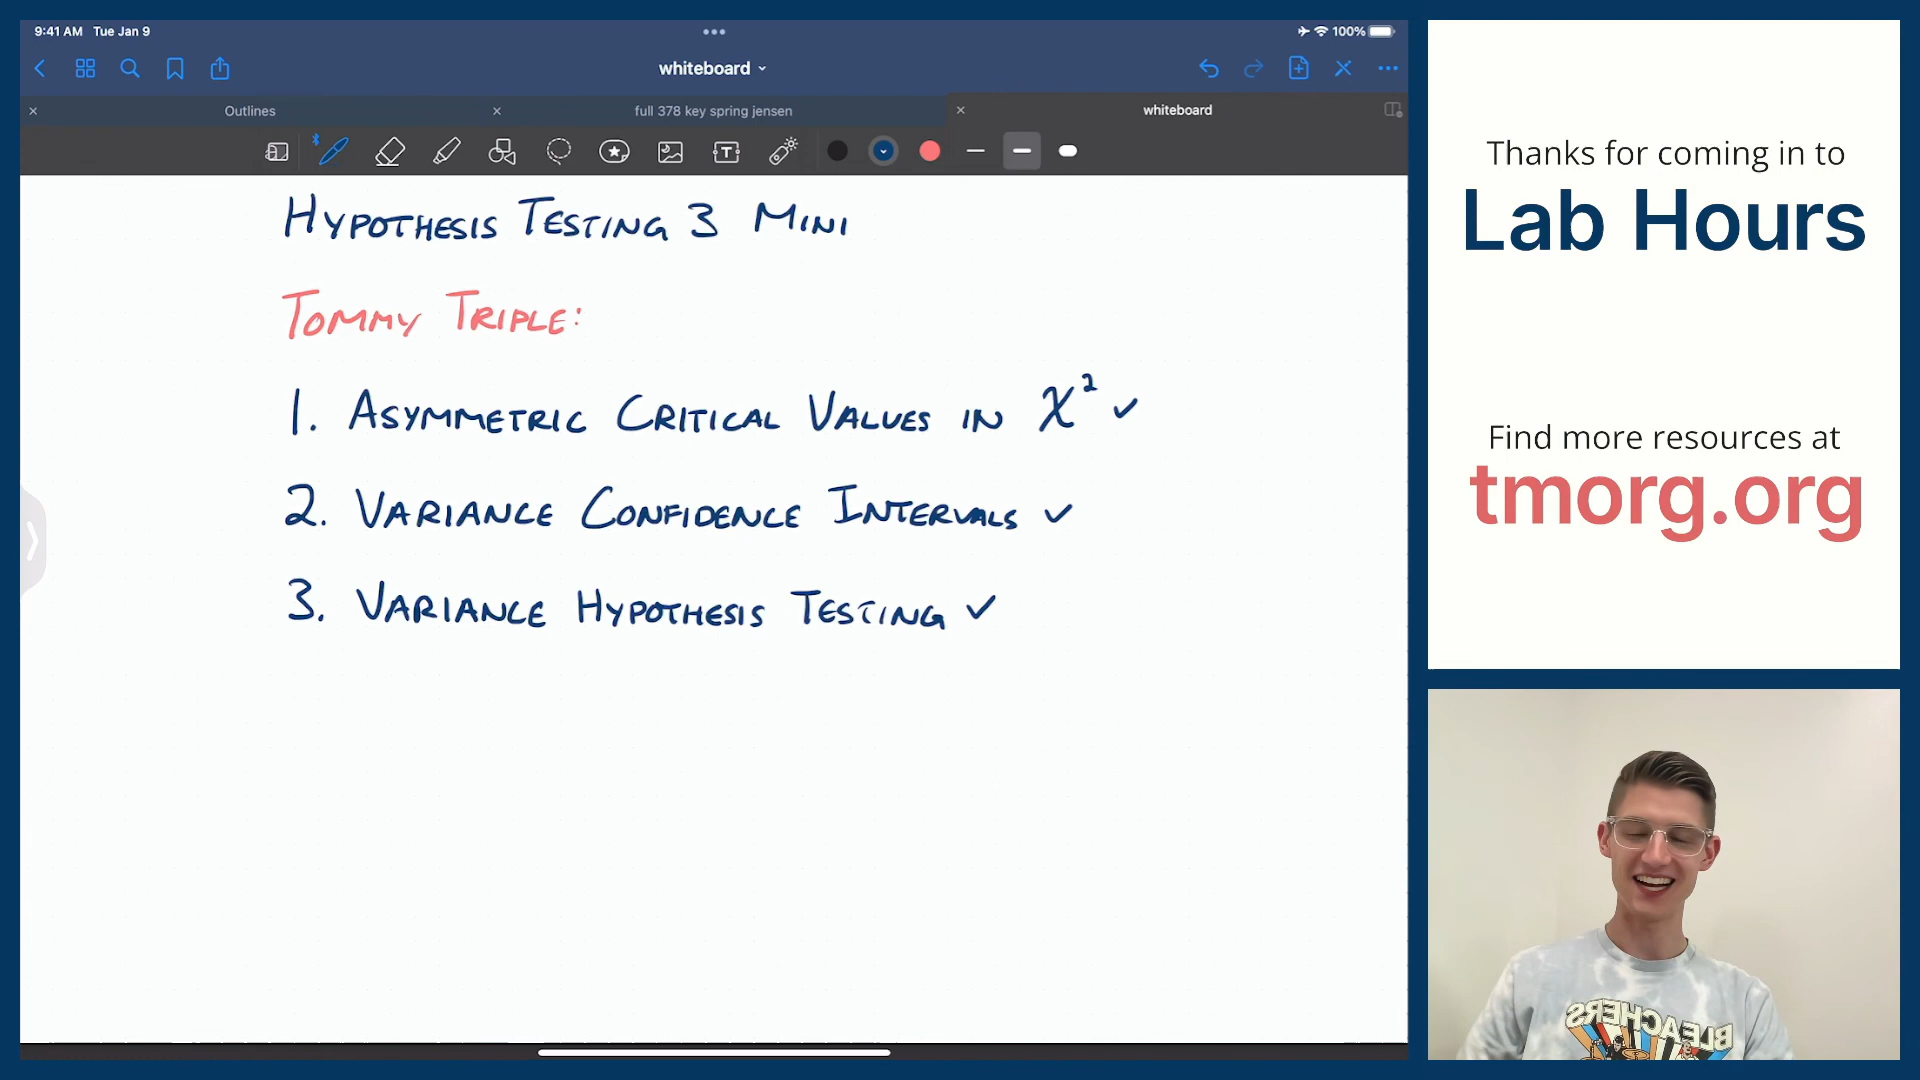 9:41 AM Tue Jan 9
100%
whiteboard
Outlines
full 378 key spring jensen
whiteboard
HYPOTHESIS TESTING 3 MINI
TOMMY TRIPLE:
1. ASYMMETRIC CRITICAL VALUES IN χ² ✓
2. VARIANCE CONFIDENCE INTERVALS ✓
3. VARIANCE HYPOTHESIS TESTING ✓
Thanks for coming in to
Lab Hours
Find more resources at
tmorg.org
BLEACHERS